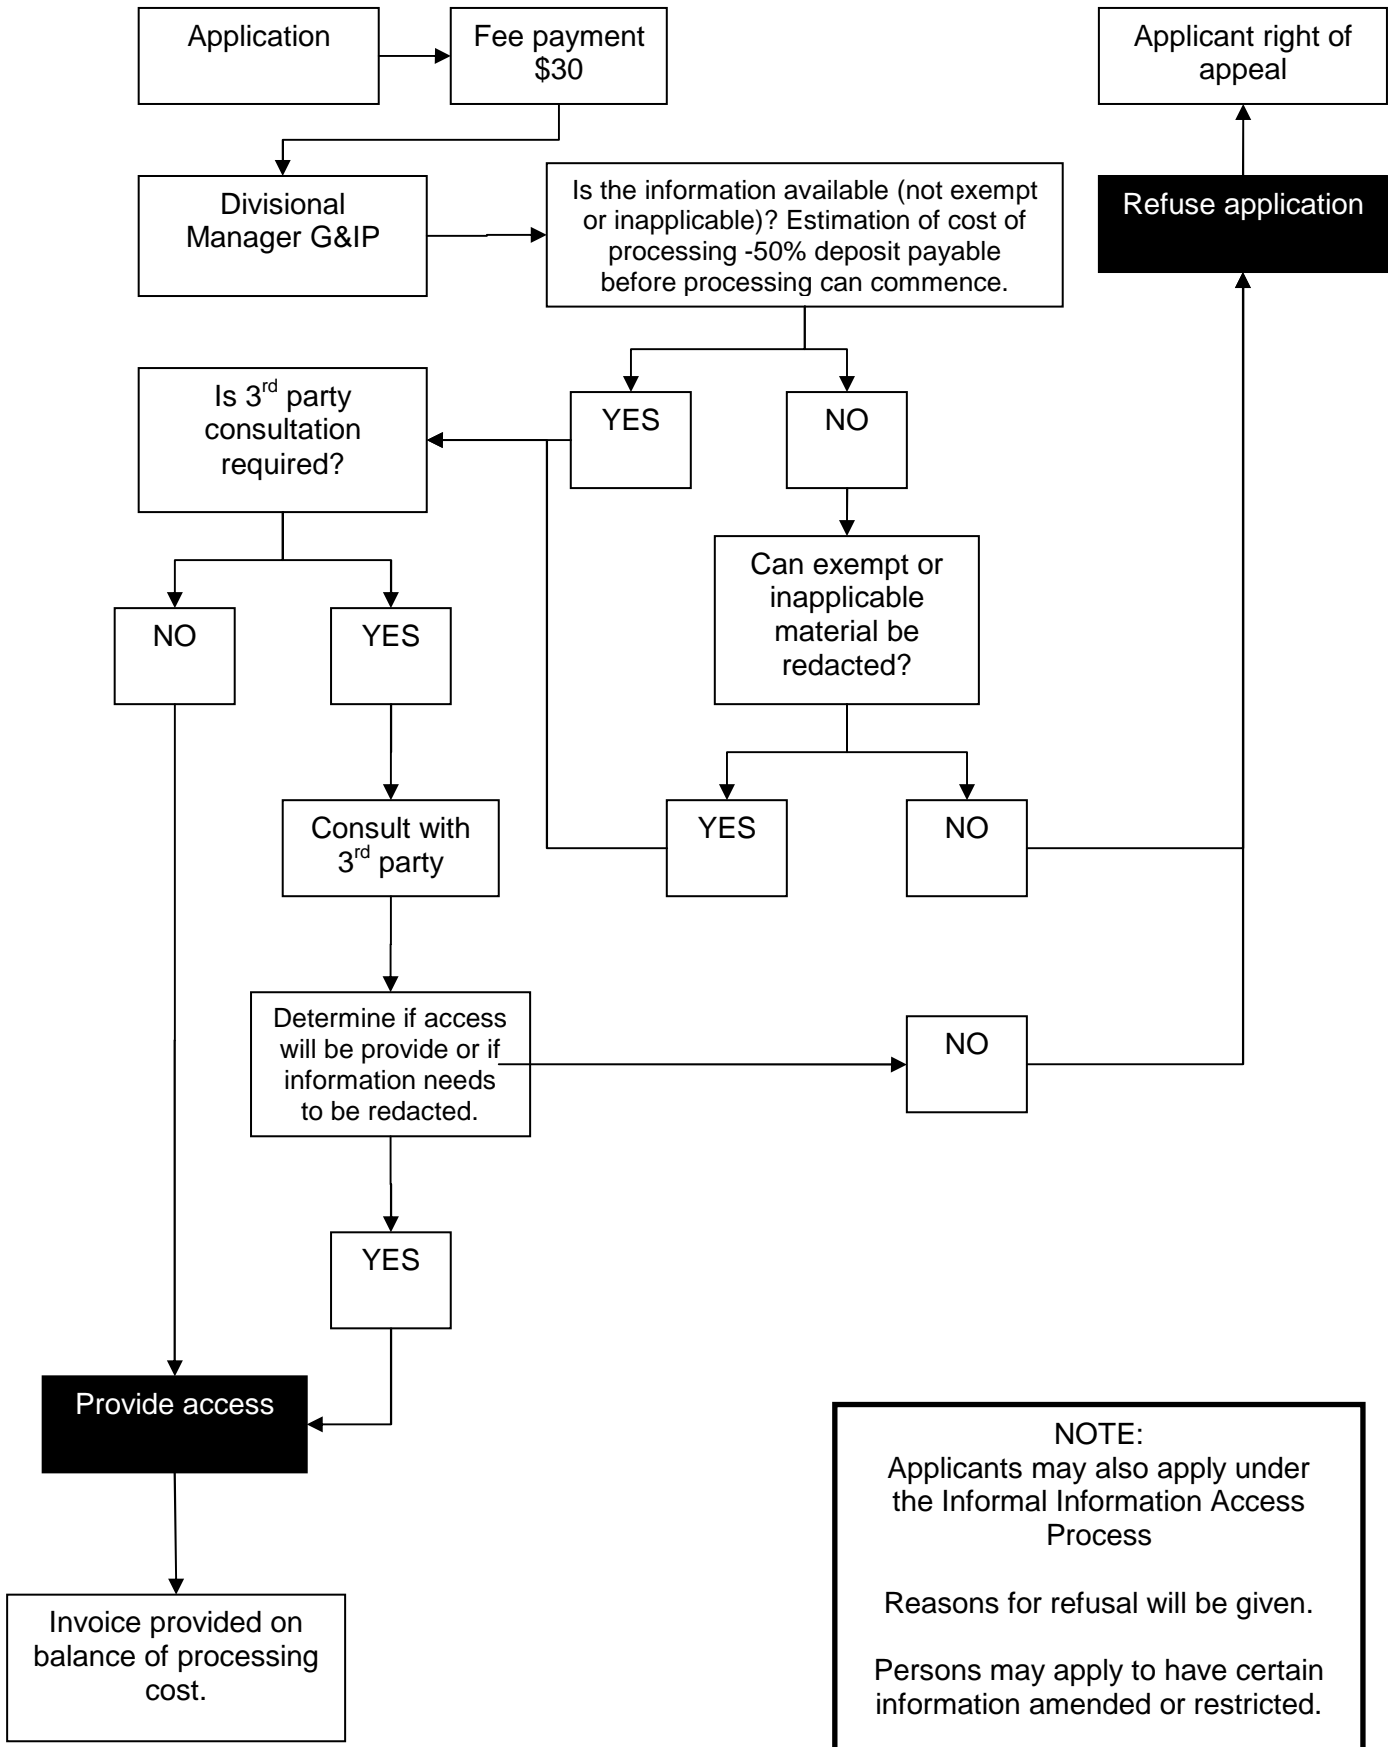 Application
Fee payment
$30
Applicant right of
appeal
Divisional
Manager G&IP
Is the information available (not exempt
or inapplicable)? Estimation of cost of
processing -50% deposit payable
before processing can commence.
Refuse application
Is 3rd party
consultation
required?
YES
NO
Can exempt or
inapplicable
material be
redacted?
NO
YES
Consult with
3rd party
YES
NO
Determine if access
will be provide or if
information needs
to be redacted.
NO
YES
Provide access
Invoice provided on
balance of processing
cost.
NOTE:
Applicants may also apply under
the Informal Information Access
Process
Reasons for refusal will be given.
Persons may apply to have certain
information amended or restricted.